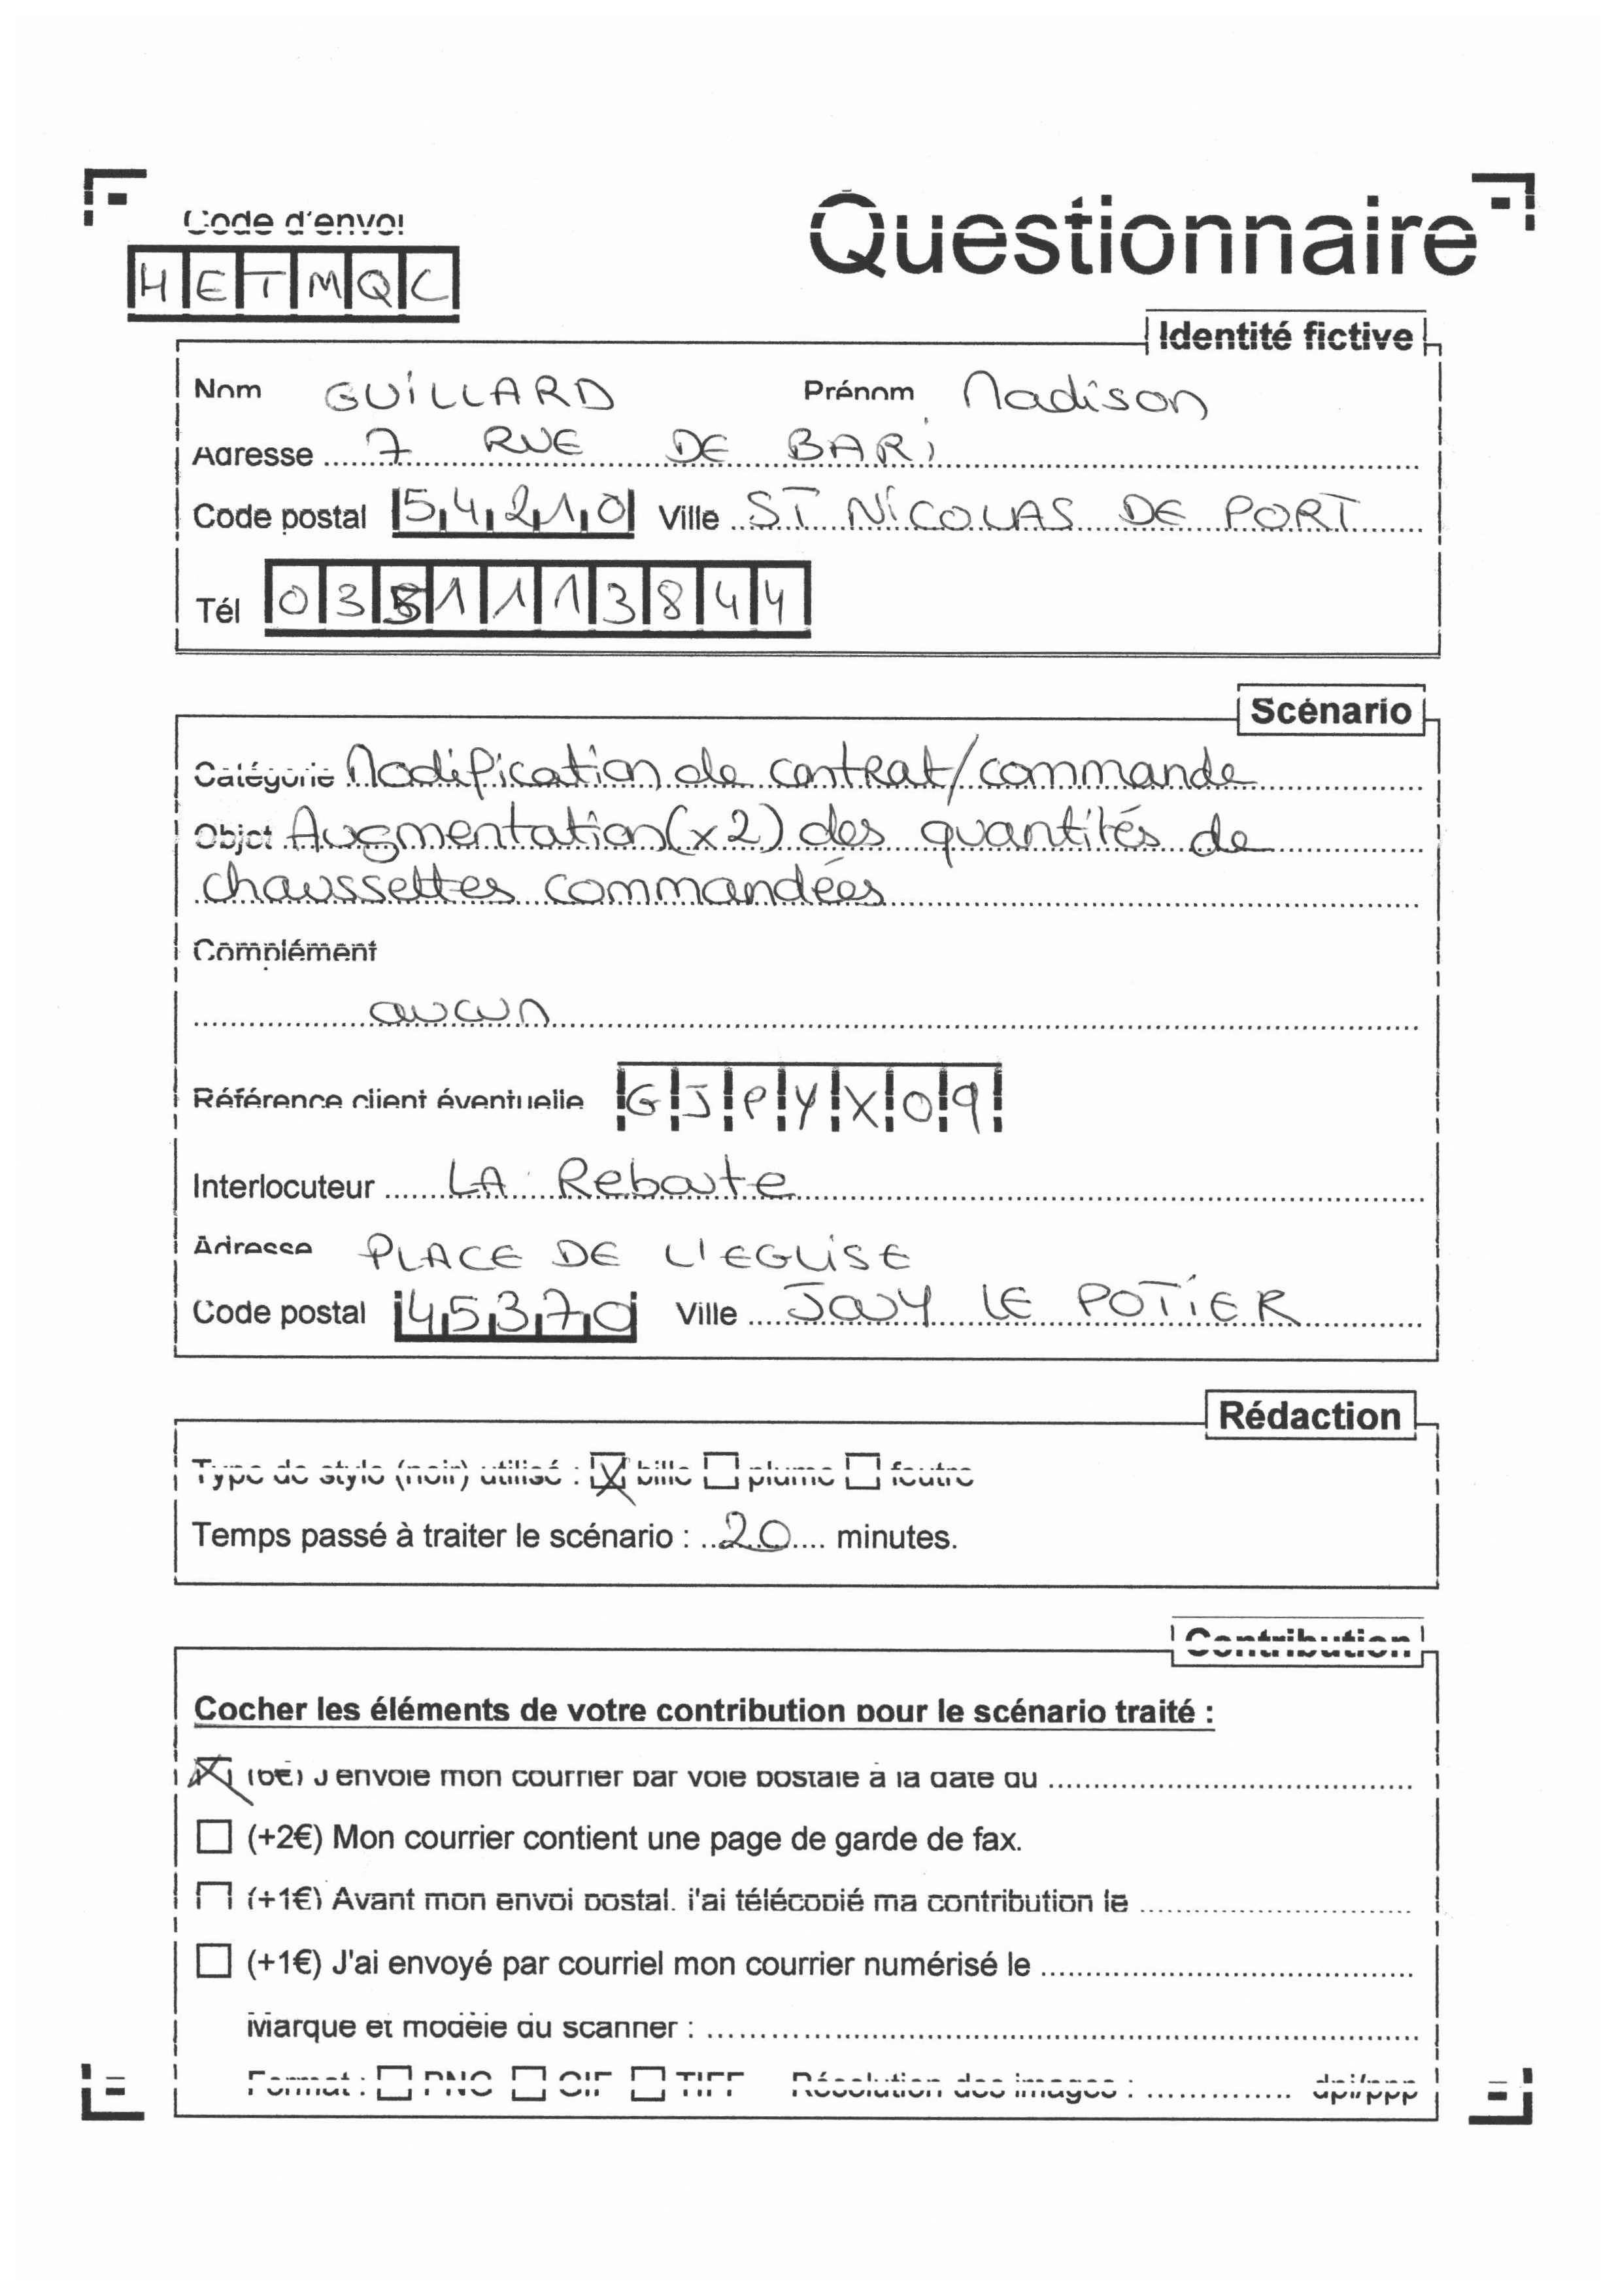 Code d'envoi
Questionnaire
HETMQC
Identité fictive
Nom GUILLARD Prénom Madison
Adresse 7 RUE DE BARI
Code postal 54210 Ville ST NICOLAS DE PORT
Tél 03 1113844
Scénario
Catégorie Modification de contrat/commande
Objet Augmentation (x2) des quantités de
chaussettes commandées
Complément
aucun
Référence client éventuelle GJPYX09
Interlocuteur LA Reboute
Adresse PLACE DE L'EGLISE
Code postal 45370 Ville JOUY LE POTIER
Rédaction
Type de stylo (noir) utilisé : ☒ bille ☐ plume ☐ feutre
Temps passé à traiter le scénario : 20 minutes.
Contribution
Cocher les éléments de votre contribution pour le scénario traité :
☒ (6€) J'envoie mon courrier par voie postale à la date du
☐ (+2€) Mon courrier contient une page de garde de fax.
☐ (+1€) Avant mon envoi postal, j'ai télécopié ma contribution le
☐ (+1€) J'ai envoyé par courriel mon courrier numérisé le
Marque et modèle du scanner :
Format : ☐ PNG ☐ GIF ☐ TIFF Résolution des images : dpi/ppp